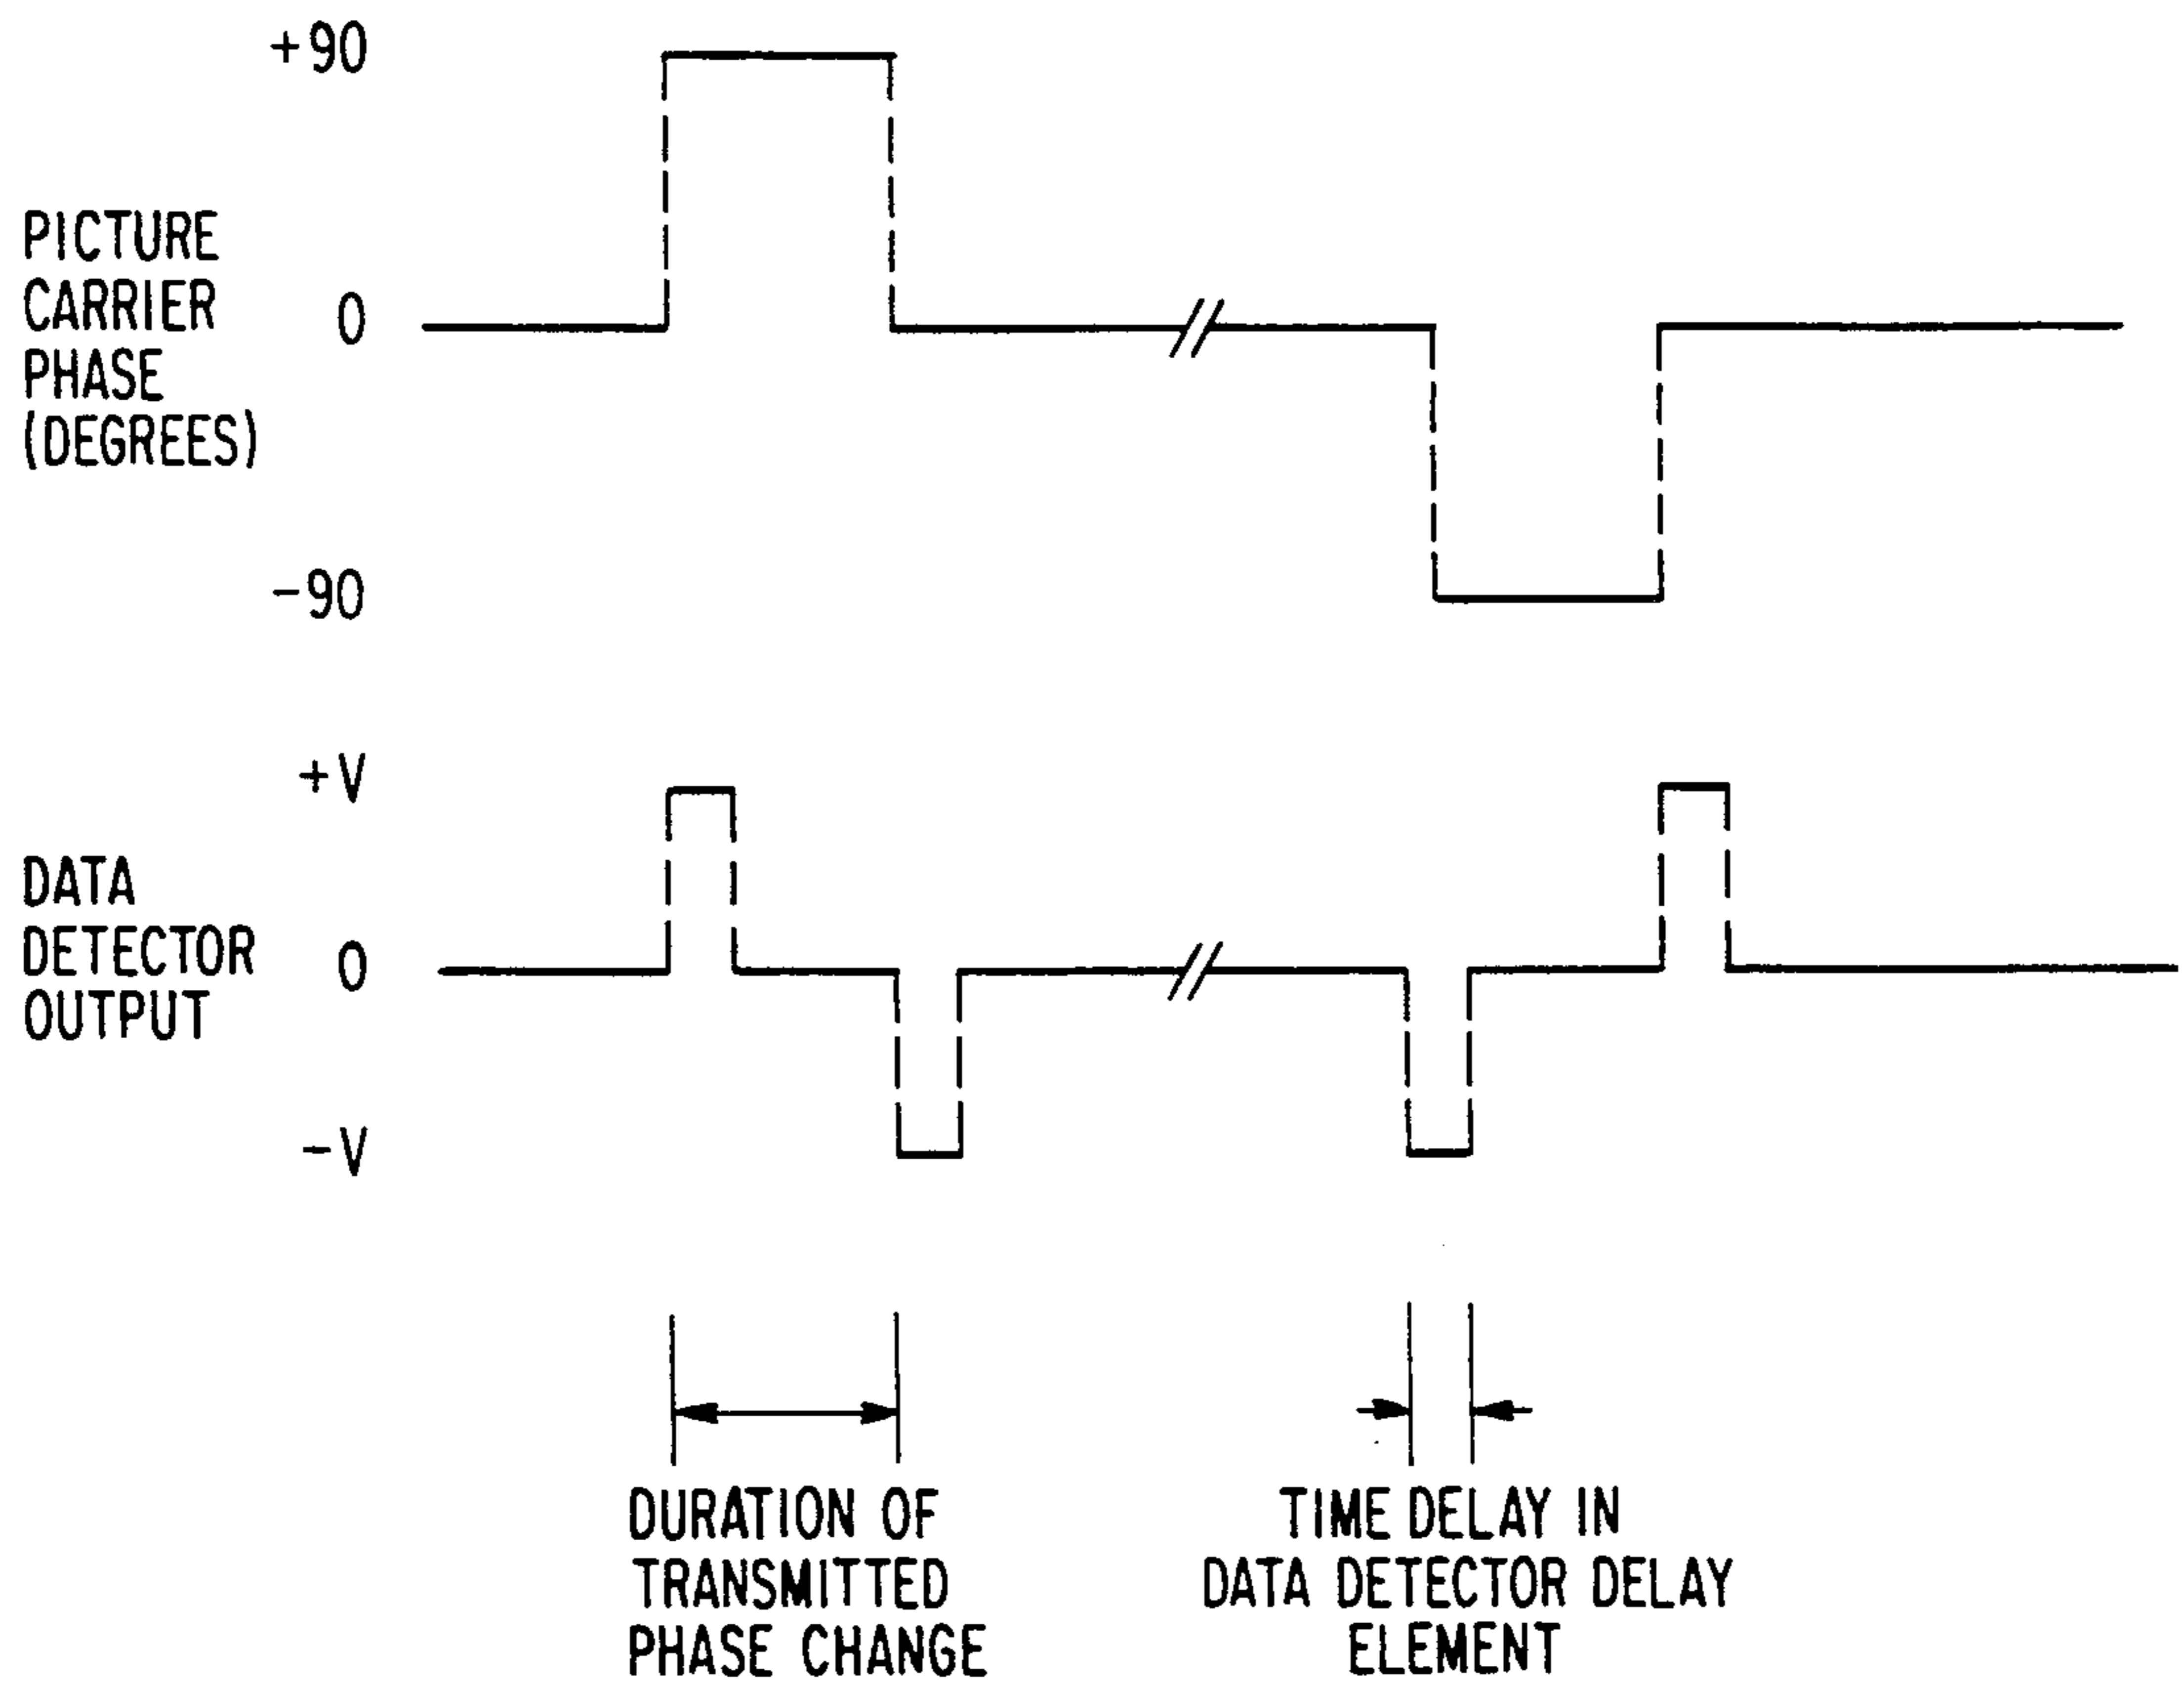 +90
PICTURE
CARRIER
PHASE
(DEGREES)
0
-90
+V
DATA
DETECTOR
OUTPUT
0
-V
DURATION OF
TRANSMITTED
PHASE CHANGE
TIME DELAY IN
DATA DETECTOR DELAY
ELEMENT